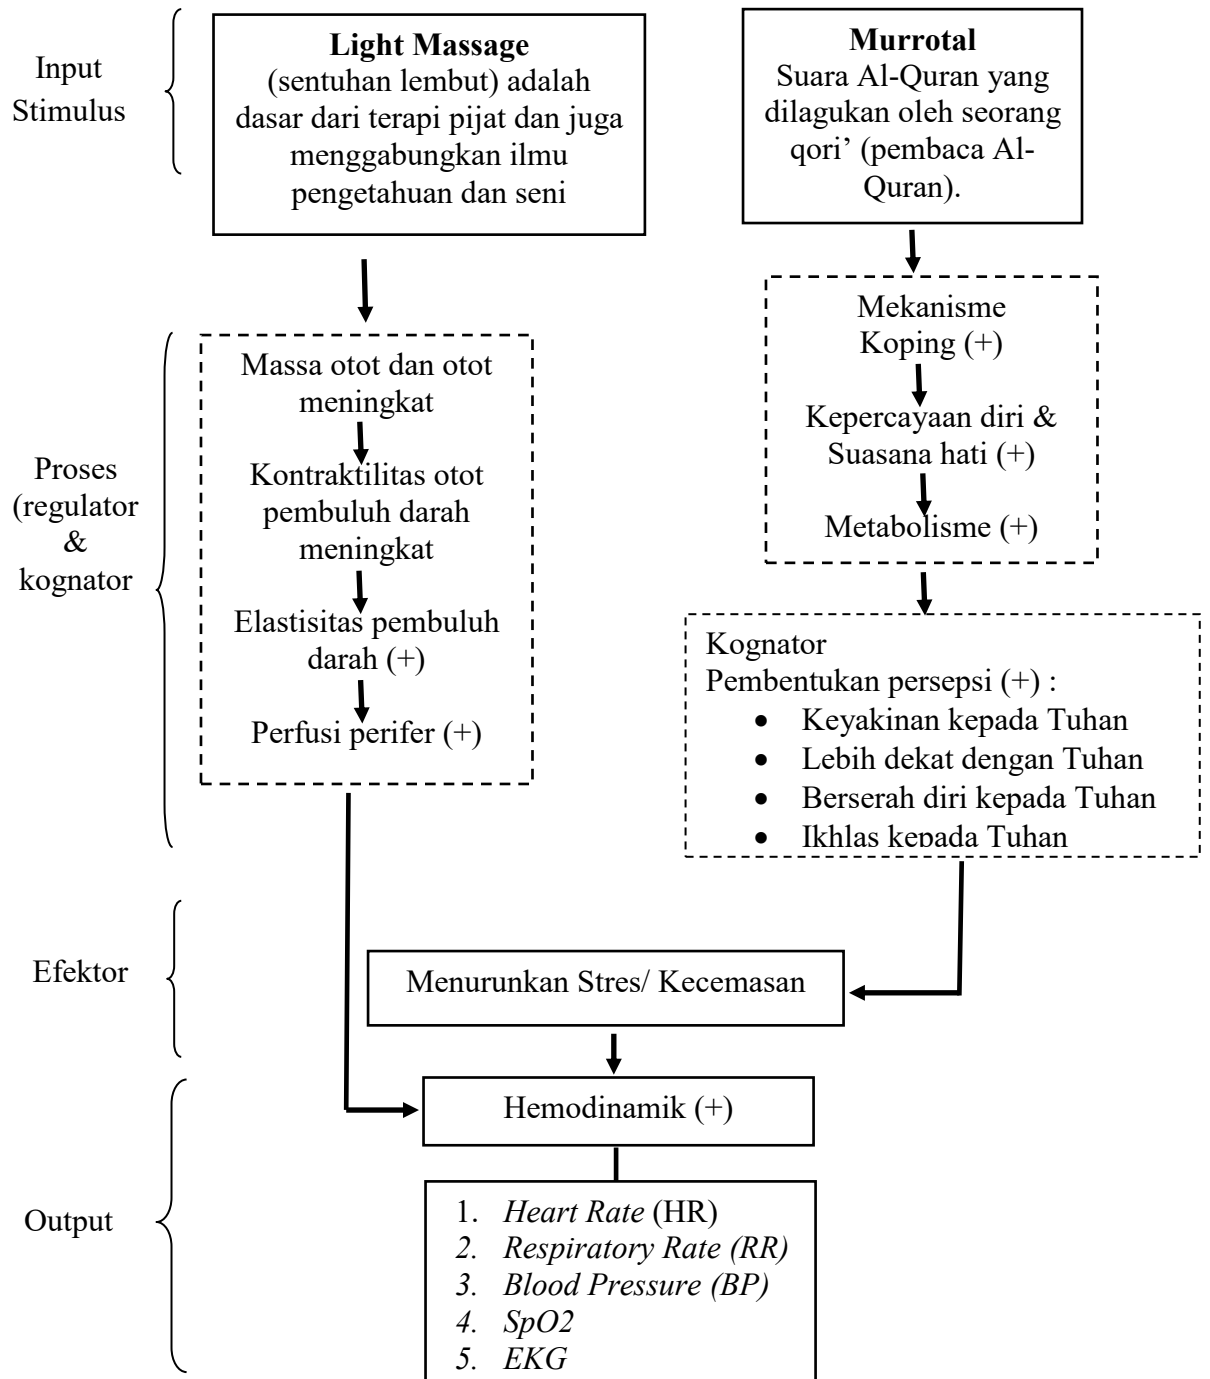 Input
Stimulus
Light Massage
(sentuhan lembut) adalah
dasar dari terapi pijat dan juga
menggabungkan ilmu
pengetahuan dan seni
Murrotal
Suara Al-Quran yang
dilagukan oleh seorang
qori’ (pembaca Al-
Quran).
Proses
(regulator
&
kognator
Massa otot dan otot
meningkat
Kontraktilitas otot
pembuluh darah
meningkat
Elastisitas pembuluh
darah (+)
Perfusi perifer (+)
Mekanisme
Koping (+)
Kepercayaan diri &
Suasana hati (+)
Metabolisme (+)
Kognator
Pembentukan persepsi (+) :
• Keyakinan kepada Tuhan
• Lebih dekat dengan Tuhan
• Berserah diri kepada Tuhan
• Ikhlas kepada Tuhan
Efektor
Menurunkan Stres/ Kecemasan
Output
Hemodinamik (+)
1. Heart Rate (HR)
2. Respiratory Rate (RR)
3. Blood Pressure (BP)
4. SpO2
5. EKG